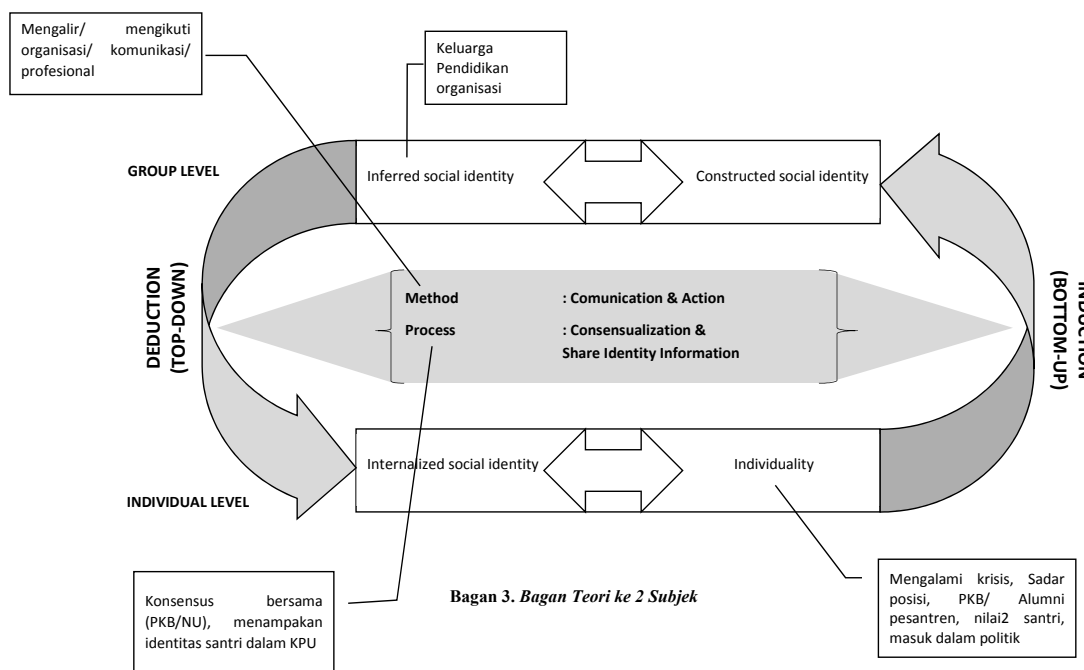 Mengalir/ mengikuti
organisasi/ komunikasi/
profesional
Keluarga
Pendidikan
organisasi
GROUP LEVEL
Inferred social identity
Constructed social identity
DEDUCTION
(TOP-DOWN)
Method : Comunication & Action
Process : Consensualization &
Share Identity Information
INDUCTION
(BOTTOM-UP)
Internalized social identity
Individuality
INDIVIDUAL LEVEL
Konsensus bersama
(PKB/NU), menampakan
identitas santri dalam KPU
Bagan 3. Bagan Teori ke 2 Subjek
Mengalami krisis, Sadar
posisi, PKB/ Alumni
pesantren, nilai2 santri,
masuk dalam politik